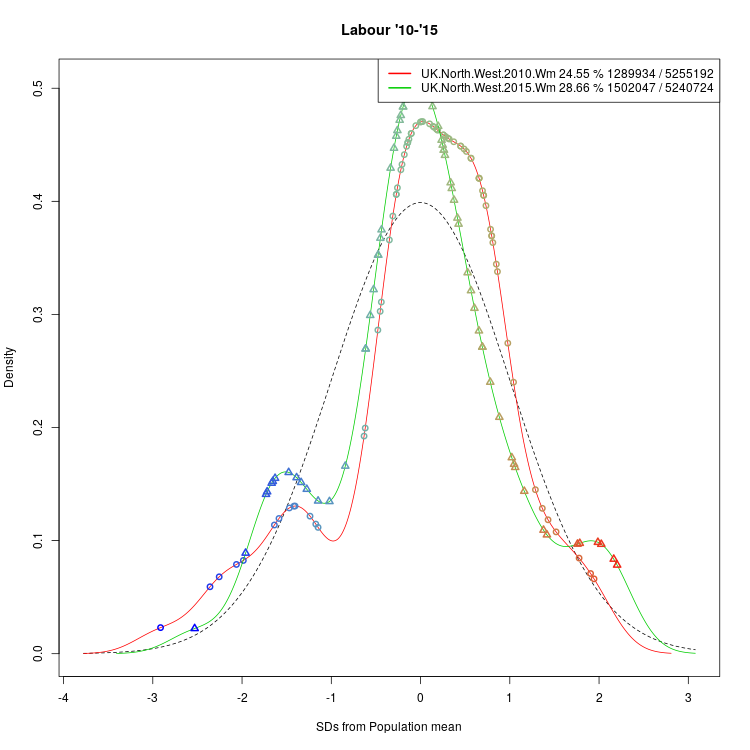 Labour '10-'15
UK.North.West.2010.Wm 24.55 % 1289934 / 5255192
UK.North.West.2015.Wm 28.66 % 1502047 / 5240724
Density
0.5
0.4
0.3
0.2
0.1
0.0
-4 -3 -2 -1 0 1 2 3
SDs from Population mean